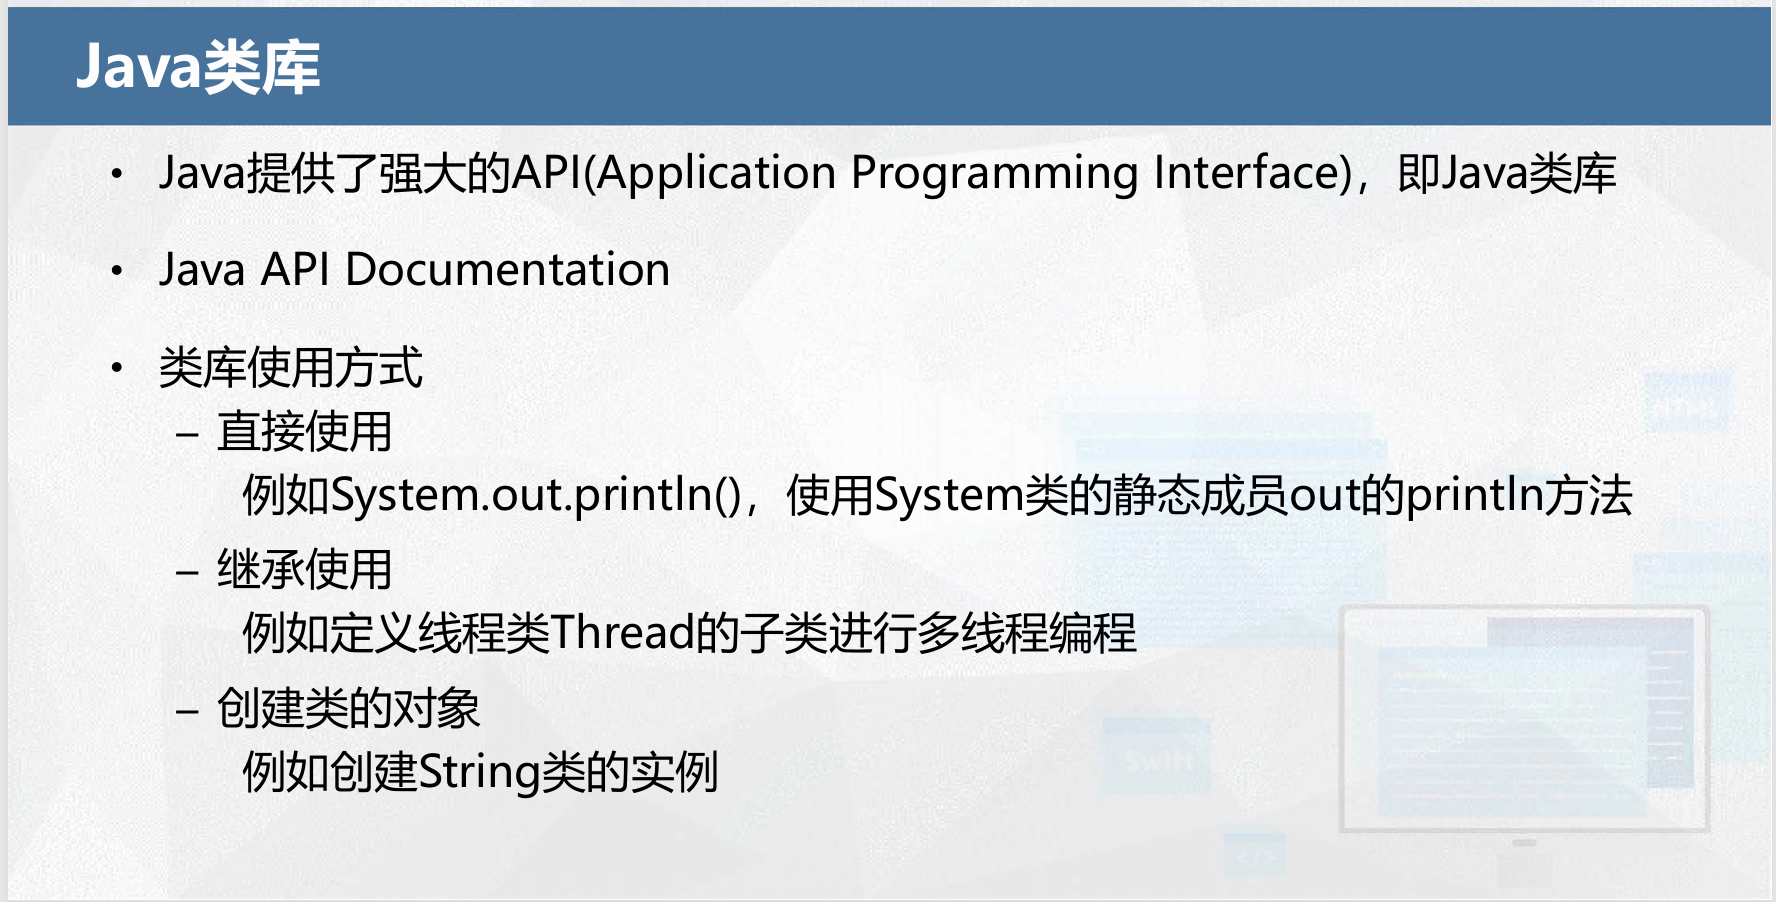 Java类库
• Java提供了强大的API(Application Programming Interface)，即Java类库
• Java API Documentation
• 类库使用方式
– 直接使用
例如System.out.println()，使用System类的静态成员out的println方法
– 继承使用
例如定义线程类Thread的子类进行多线程编程
– 创建类的对象
例如创建String类的实例
Swift
</>